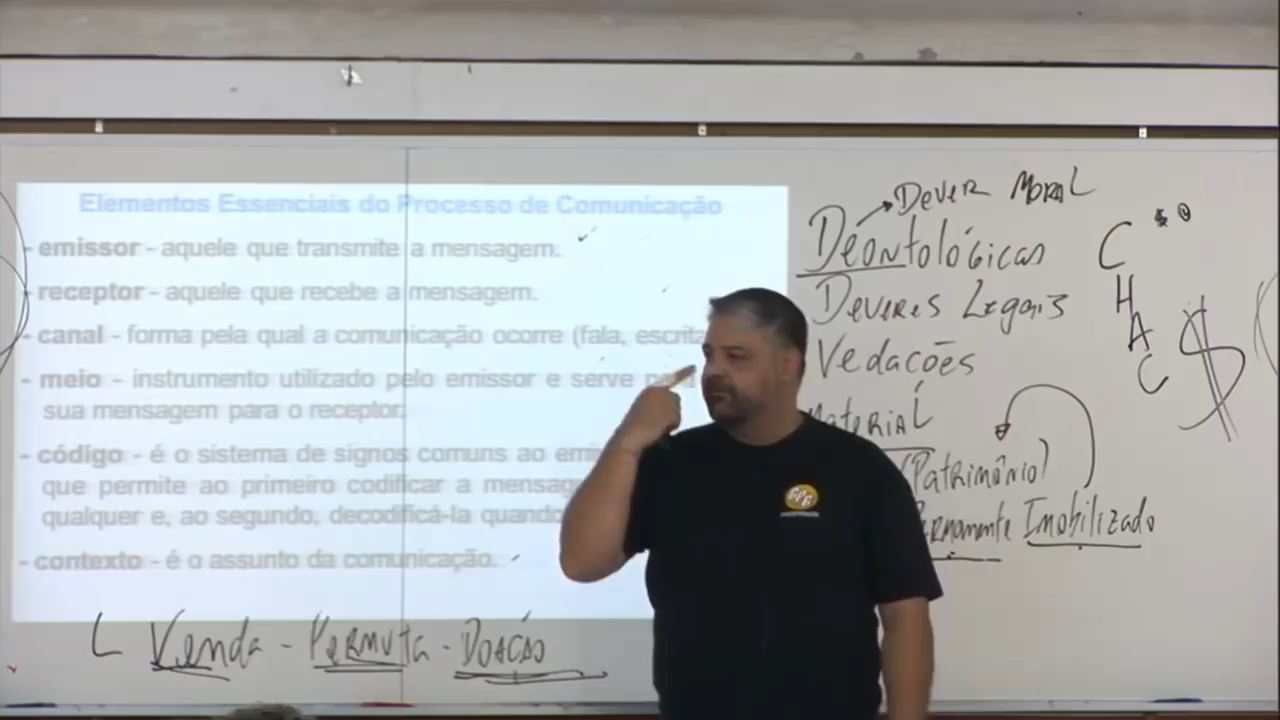 Elementos Essenciais do Processo de Comunicação
- emissor - aquele que transmite a mensagem.
- receptor - aquele que recebe a mensagem.
- canal - forma pela qual a comunicação ocorre (fala, escrita
- meio - instrumento utilizado pelo emissor e serve
sua mensagem para o receptor.
- código - é o sistema de signos comuns ao
que permite ao primeiro codificar a
qualquer e, ao segundo, decodificá-la
- contexto - é o assunto da comunicação.
Venda - PERMUTA - DOAÇÃO
DEVER MORAL
Deontológicas
DEVERES Legais
Vedações
MATERIAL
(Patrimônio)
Imobilizado
C
H
A
C
$
GPG